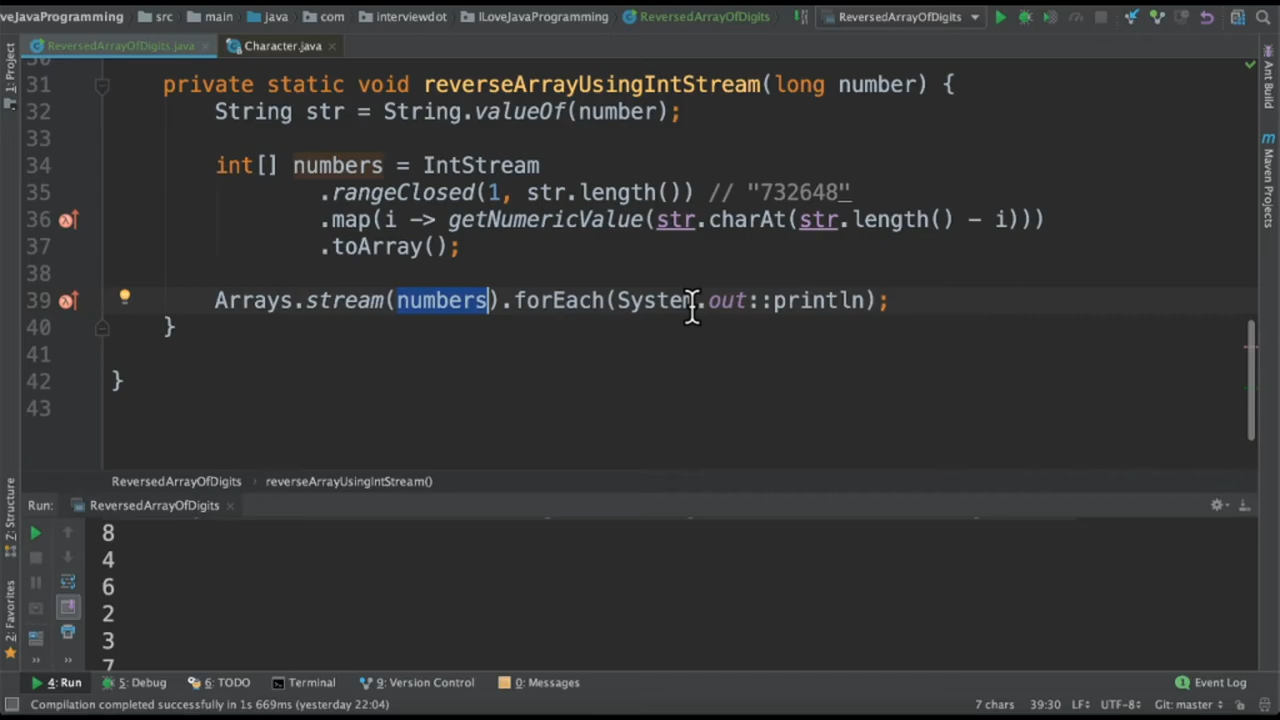 veJavaProgramming src main java com interviewdot ILoveJavaProgramming ReversedArrayOfDigits ReversedArrayOfDigits
ReversedArrayOfDigits.java Character.java
1: Project
31 private static void reverseArrayUsingIntStream(long number) {
32 String str = String.valueOf(number);
33
34 int[] numbers = IntStream
35 .rangeClosed(1, str.length()) // "732648"
36 .map(i -> getNumericValue(str.charAt(str.length() - i)))
37 .toArray();
38
39 Arrays.stream(numbers).forEach(System.out::println);
40 }
41
42 }
43
Ant Build
Maven Projects
ReversedArrayOfDigits › reverseArrayUsingIntStream()
Run: ReversedArrayOfDigits
8
4
6
2
3
7
Z: Structure
2: Favorites
4: Run 5: Debug 6: TODO Terminal 9: Version Control 0: Messages 1 Event Log
Compilation completed successfully in 1s 669ms (yesterday 22:04) 7 chars 39:30 LF÷ UTF-8÷ Git: master